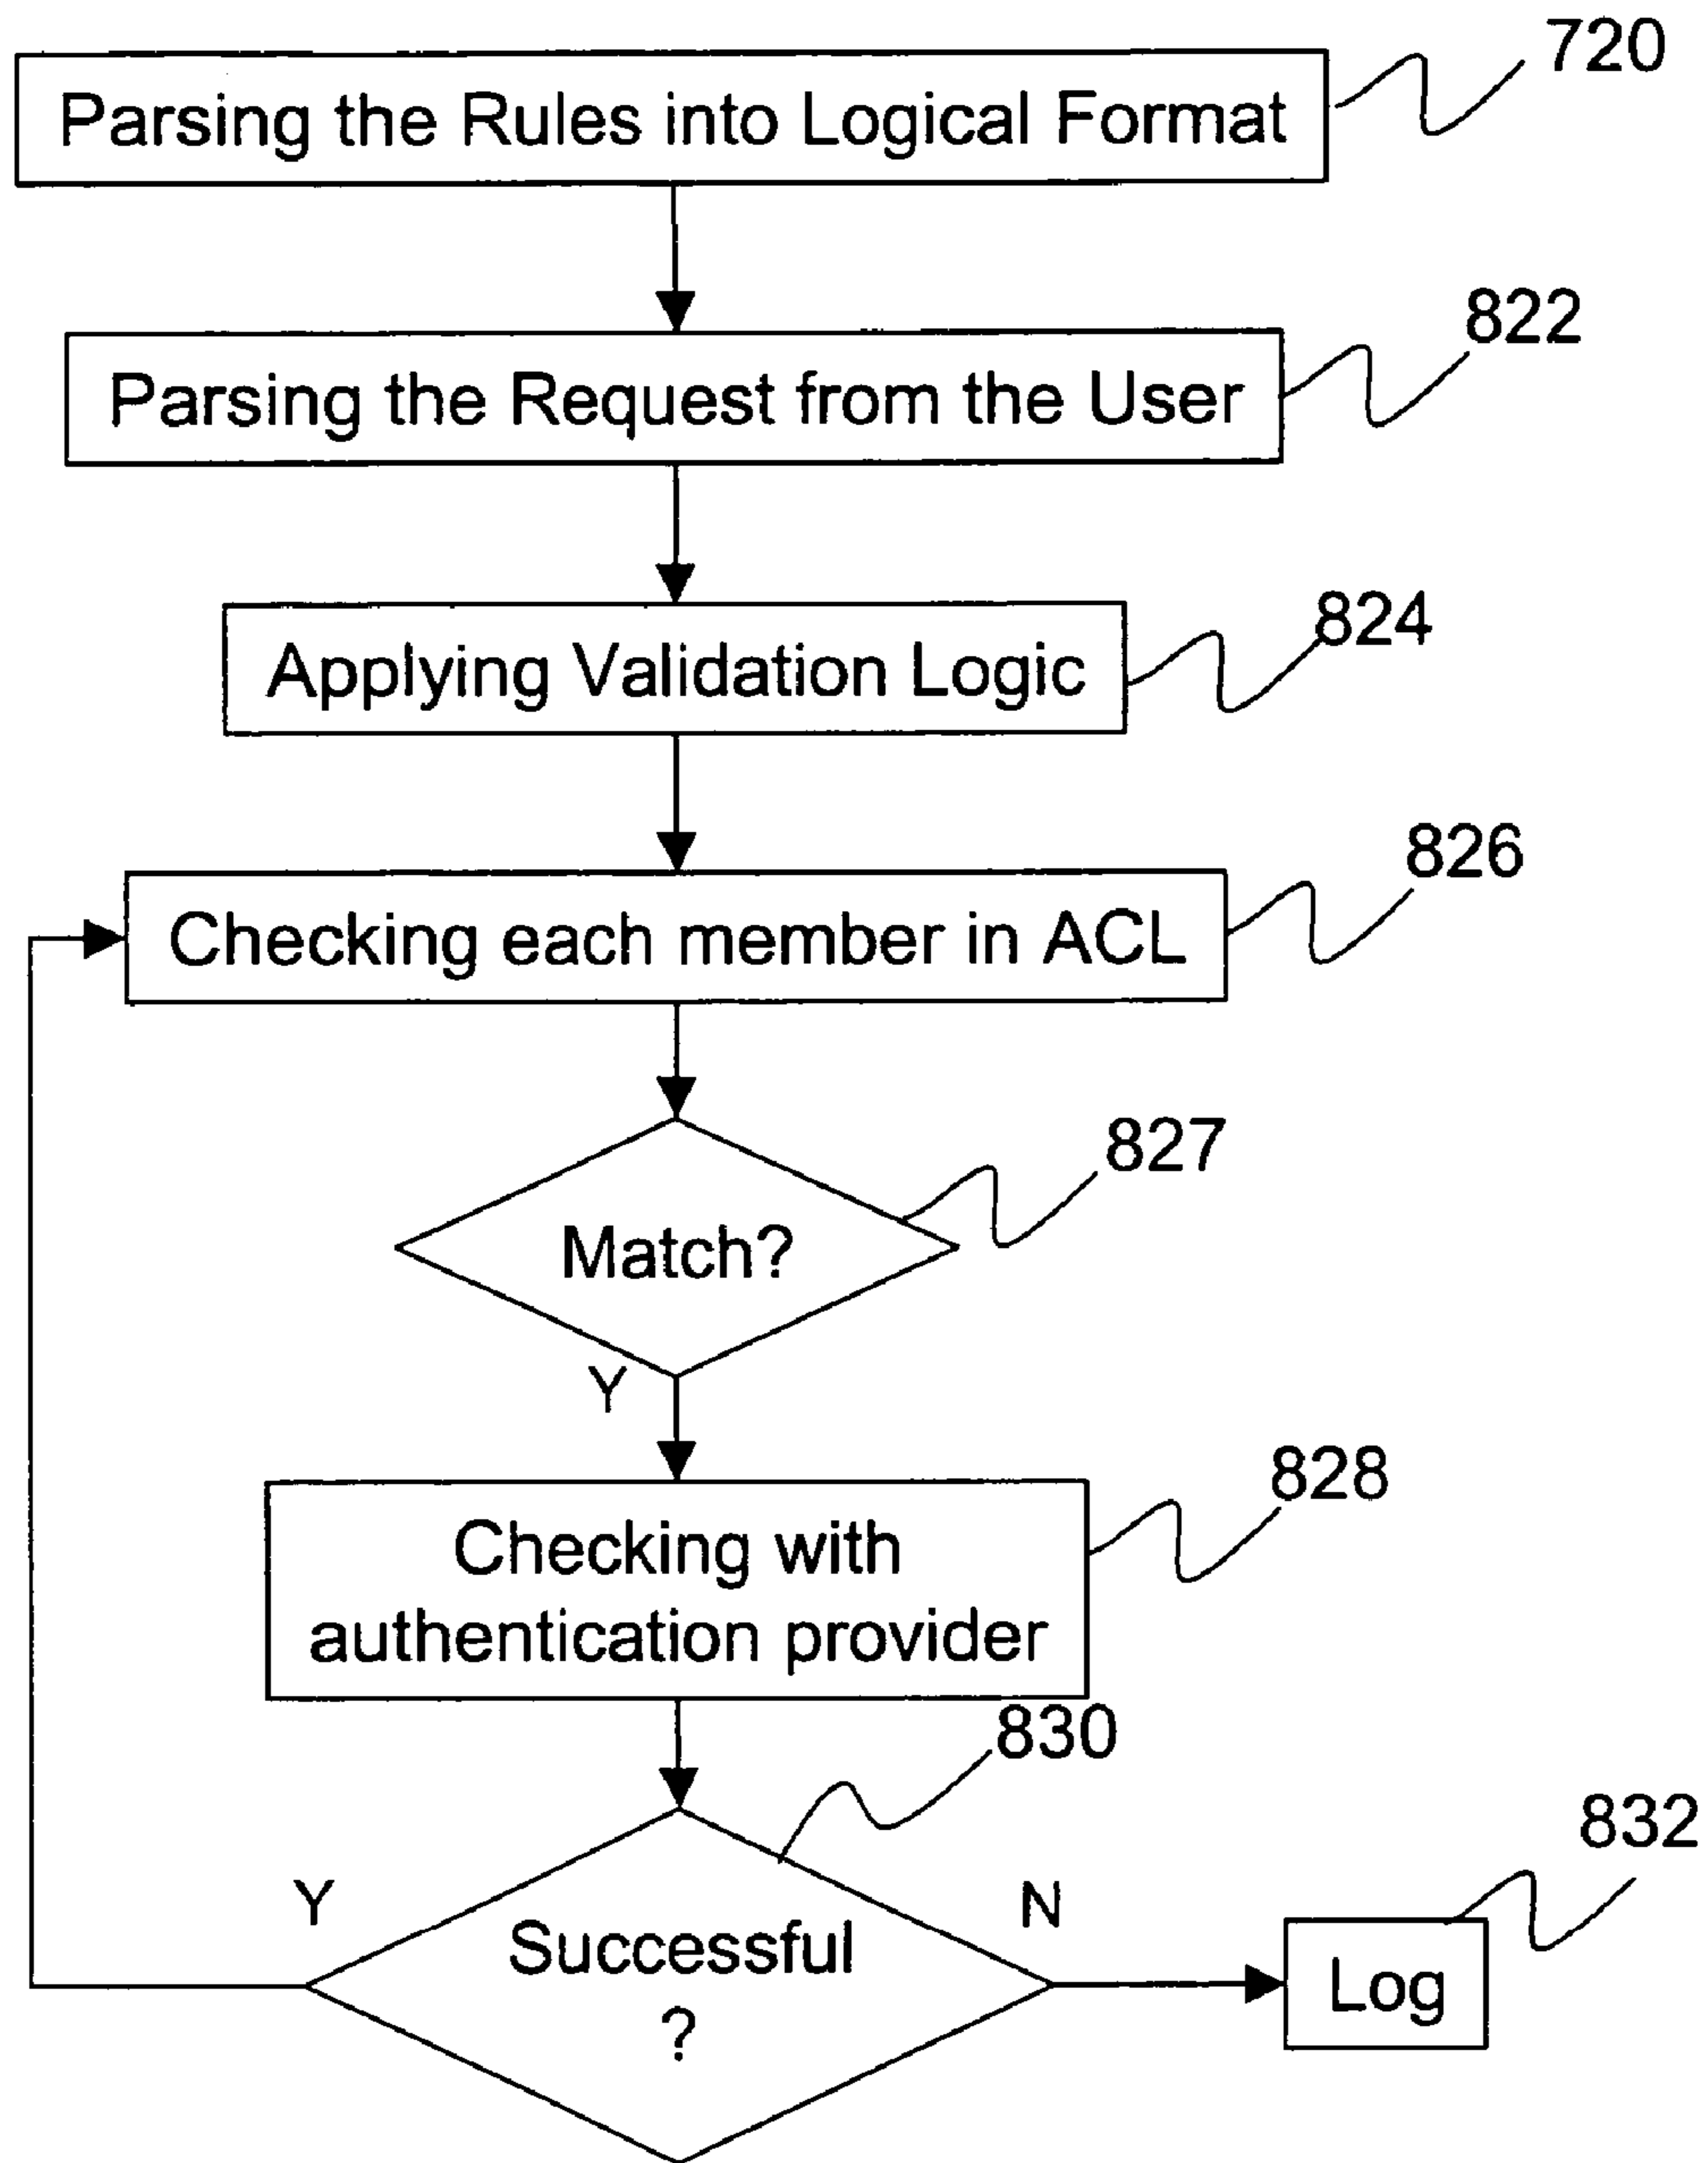 720
Parsing the Rules into Logical Format
822
Parsing the Request from the User
824
Applying Validation Logic
826
Checking each member in ACL
827
Match?
Y
828
Checking with
authentication provider
830
832
Y
N
Successful
?
Log